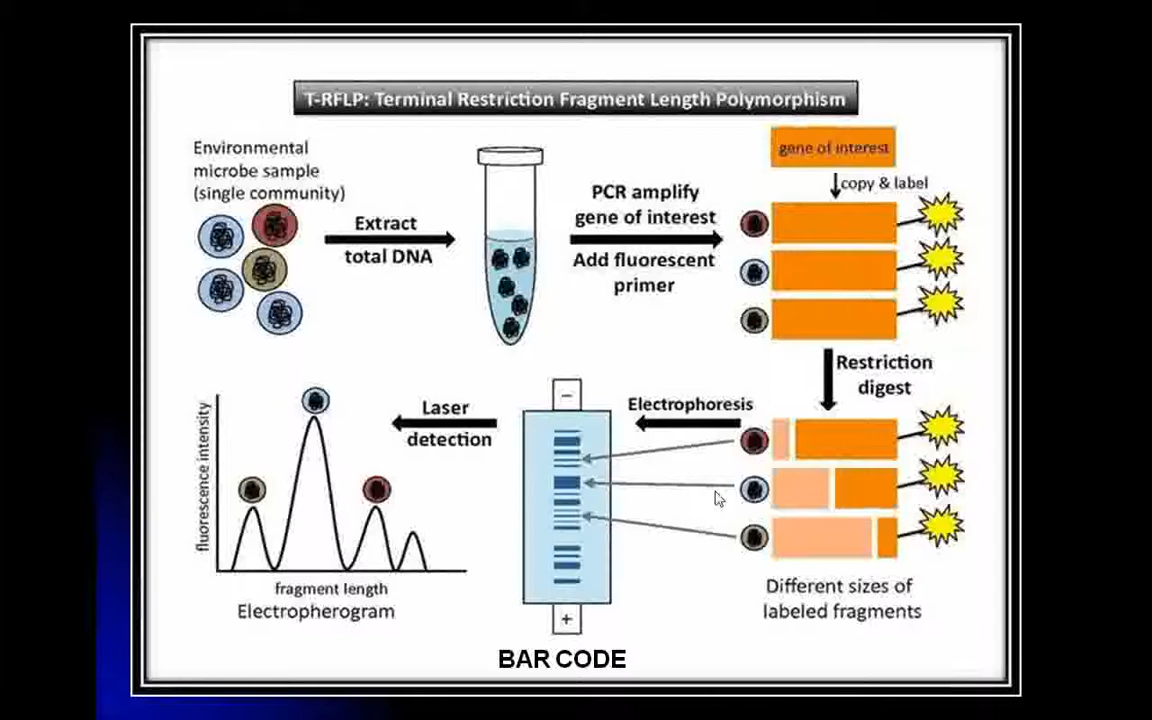 T-RFLP: Terminal Restriction Fragment Length Polymorphism
Environmental
microbe sample
(single community)
Extract
total DNA
PCR amplify
gene of interest
Add fluorescent
primer
gene of interest
copy & label
Restriction
digest
Different sizes of
labeled fragments
Electrophoresis
−
+
BAR CODE
Laser
detection
fluorescence intensity
fragment length
Electropherogram